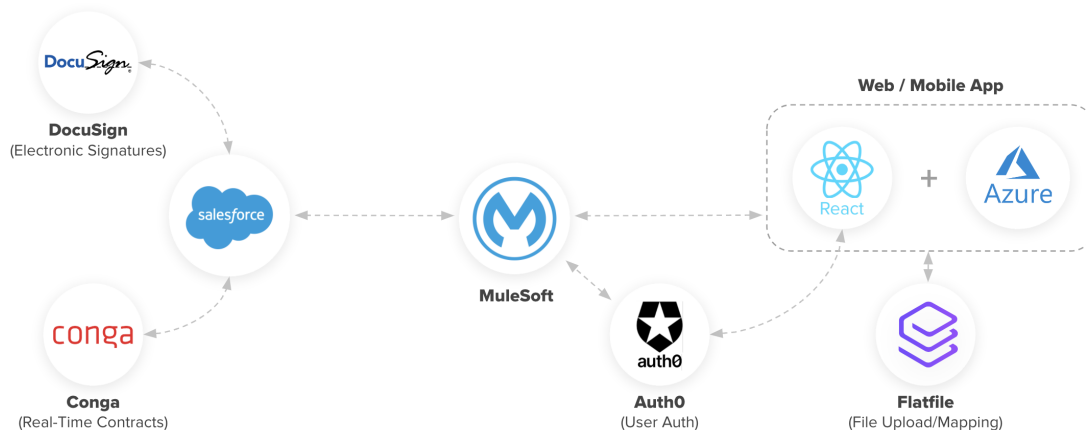 DocuSign
DocuSign
(Electronic Signatures)
salesforce
conga
Conga
(Real-Time Contracts)
MuleSoft
auth0
Auth0
(User Auth)
Web / Mobile App
React
+
Azure
Flatfile
(File Upload/Mapping)